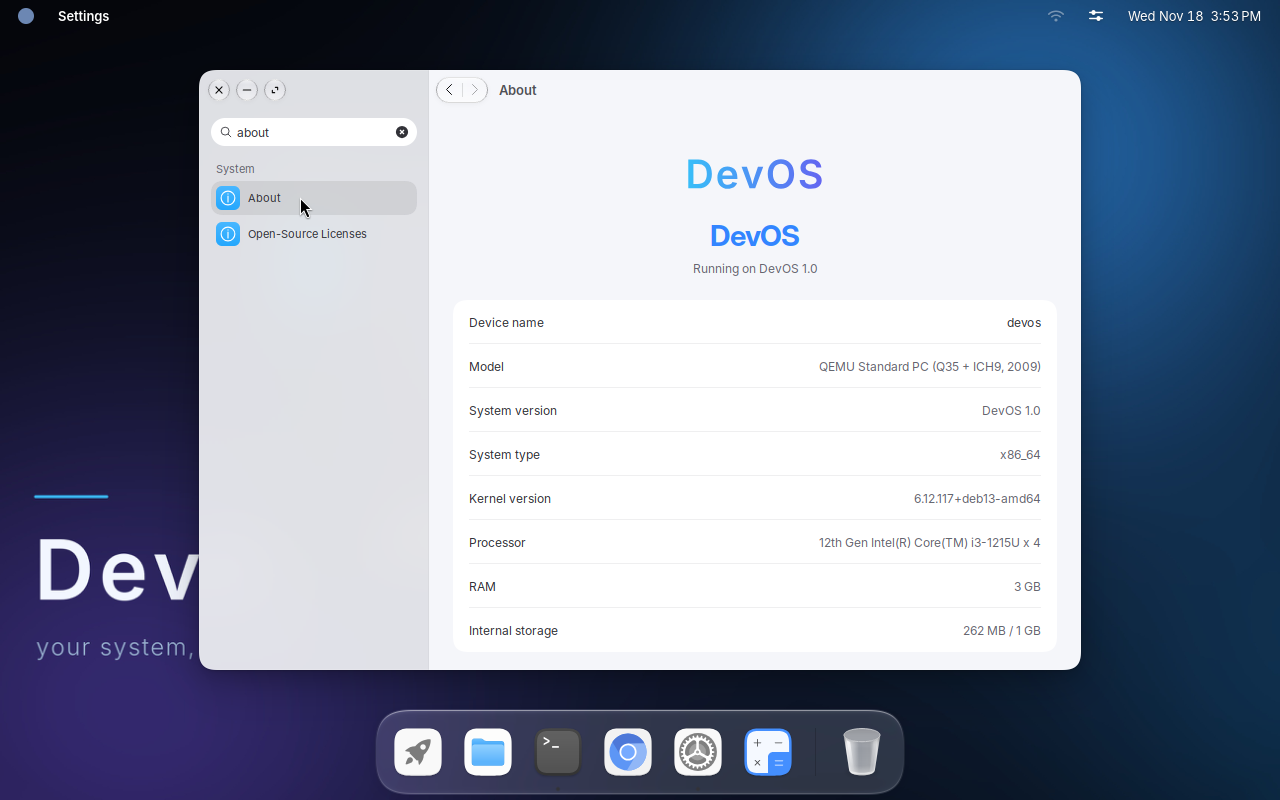 Settings
Wed Nov 18 3:53 PM
about
System
About
Open-Source Licenses
About
DevOS
DevOS
Running on DevOS 1.0
Device name devos
Model QEMU Standard PC (Q35 + ICH9, 2009)
System version DevOS 1.0
System type x86_64
Kernel version 6.12.117+deb13-amd64
Processor 12th Gen Intel(R) Core(TM) i3-1215U x 4
RAM 3 GB
Internal storage 262 MB / 1 GB
Dev
your system,